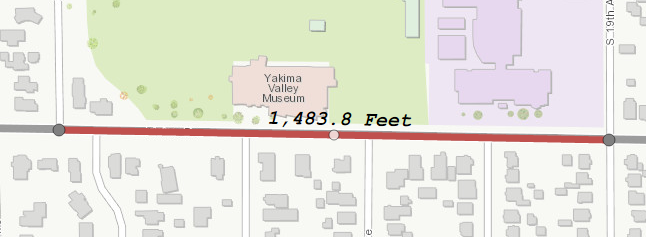 S 19th A
Yakima
Valley
Museum
1,483.8 Feet
e